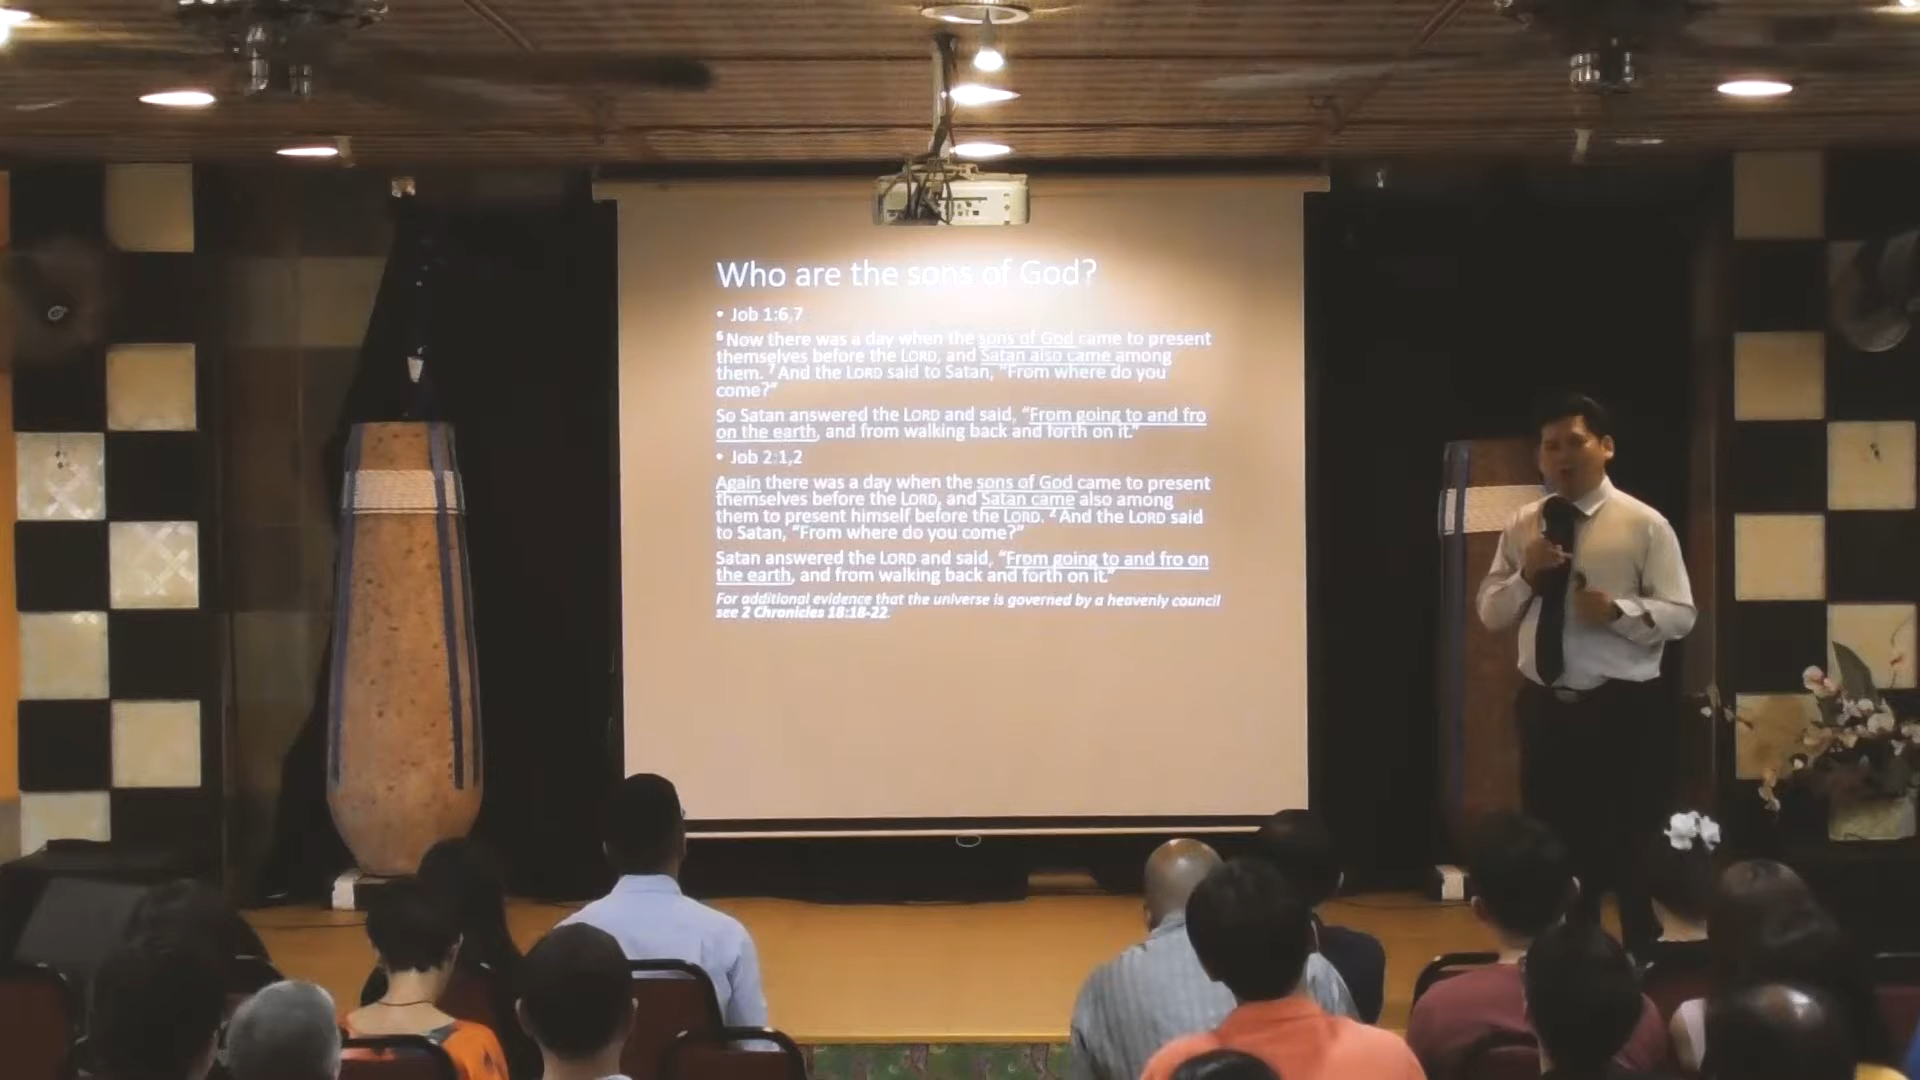 Who are the sons of God?
• Job 1:6,7
6 Now there was a day when the sons of God came to present
themselves before the LORD, and Satan also came among
them. 7 And the LORD said to Satan, “From where do you
come?”
So Satan answered the LORD and said, “From going to and fro
on the earth, and from walking back and forth on it.”
• Job 2:1,2
Again there was a day when the sons of God came to present
themselves before the LORD, and Satan came also among
them to present himself before the LORD. 2 And the LORD said
to Satan, “From where do you come?”
Satan answered the LORD and said, “From going to and fro on
the earth, and from walking back and forth on it.”
For additional evidence that the universe is governed by a heavenly council
see 2 Chronicles 18:18-22.